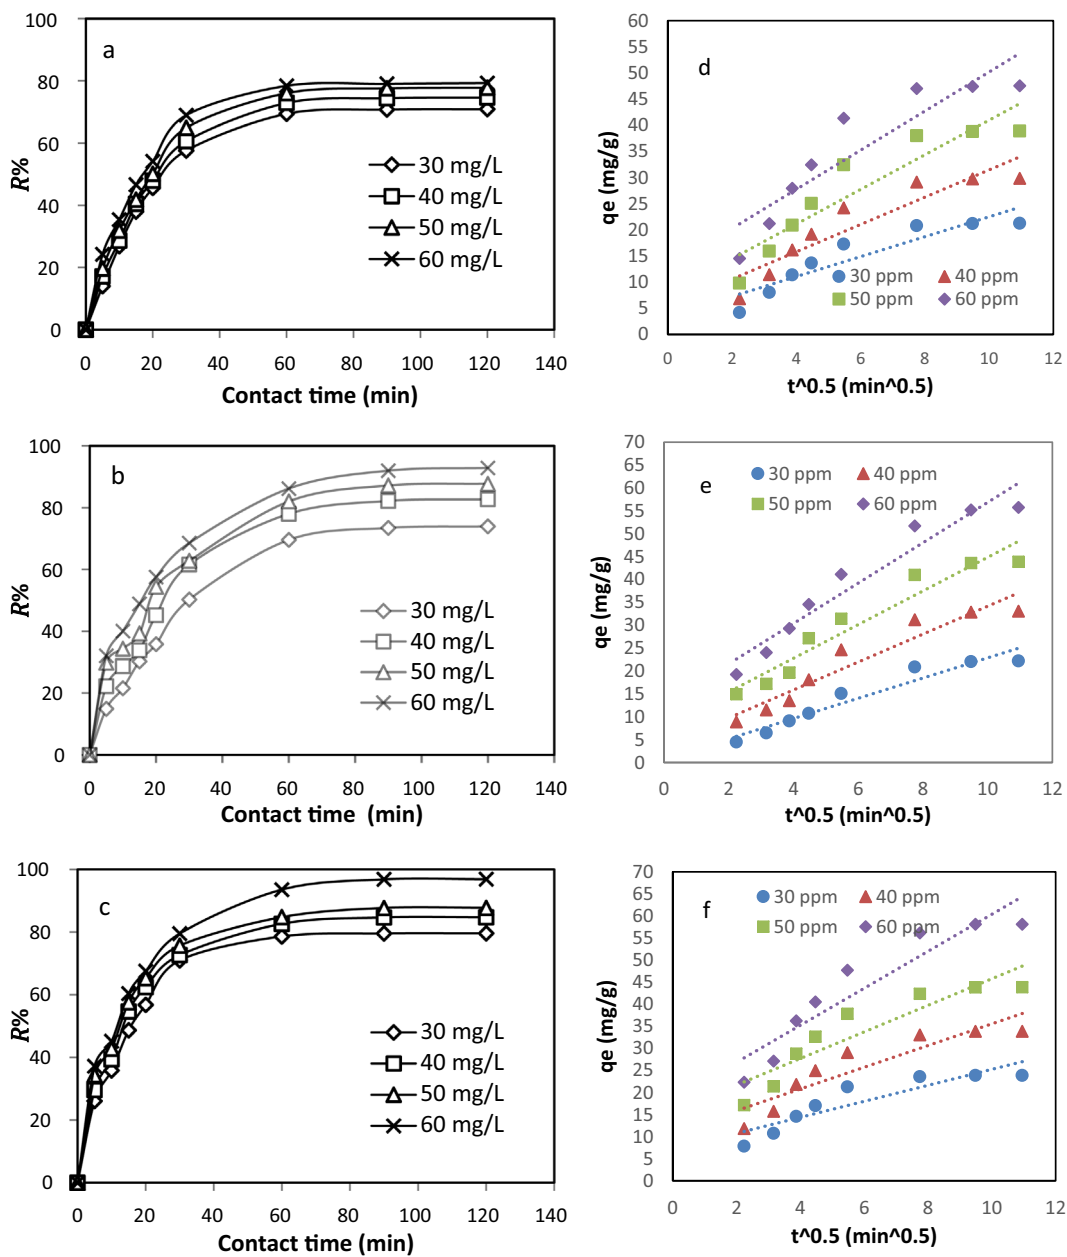 a
100
80
60
40
20
0
R%
0 20 40 60 80 100 120 140
Contact time (min)
30 mg/L
40 mg/L
50 mg/L
60 mg/L
d
60
55
50
45
40
35
30
25
20
15
10
5
0
qe (mg/g)
0 2 4 6 8 10 12
t^0.5 (min^0.5)
30 ppm 40 ppm
50 ppm 60 ppm
b
100
80
60
40
20
0
R%
0 20 40 60 80 100 120 140
Contact time (min)
30 mg/L
40 mg/L
50 mg/L
60 mg/L
e
70
65
60
55
50
45
40
35
30
25
20
15
10
5
0
qe (mg/g)
0 2 4 6 8 10 12
t^0.5 (min^0.5)
30 ppm 40 ppm
50 ppm 60 ppm
c
100
80
60
40
20
0
R%
0 20 40 60 80 100 120 140
Contact time (min)
30 mg/L
40 mg/L
50 mg/L
60 mg/L
f
70
65
60
55
50
45
40
35
30
25
20
15
10
5
0
qe (mg/g)
0 2 4 6 8 10 12
t^0.5 (min^0.5)
30 ppm 40 ppm
50 ppm 60 ppm